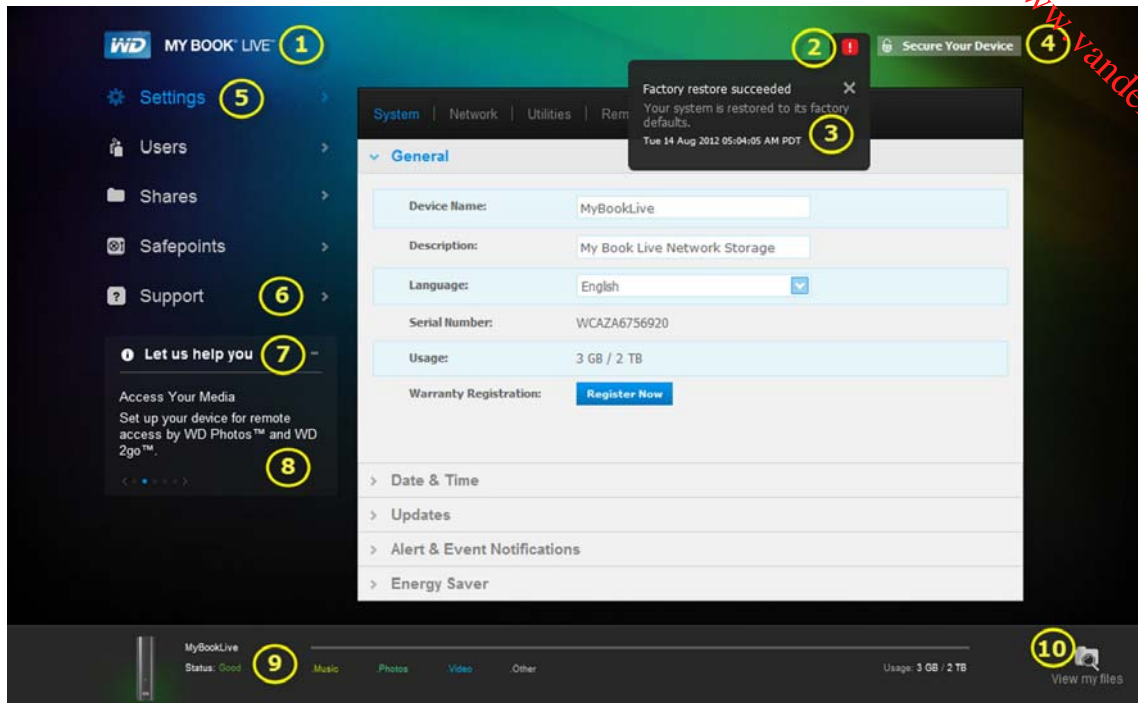 WD MY BOOK™ LIVE™ 1
2 ! Secure Your Device 4
www.vande
Settings 5
Users
Shares
Safepoints
Support 6
Let us help you 7 –
Access Your Media
Set up your device for remote
access by WD Photos™ and WD
2go™.
8
System | Network | Utilities | Rem
Factory restore succeeded
Your system is restored to its factory
defaults.
Tue 14 Aug 2012 05:04:05 AM PDT 3
General
Device Name: MyBookLive
Description: My Book Live Network Storage
Language: English
Serial Number: WCAZA6756920
Usage: 3 GB / 2 TB
Warranty Registration: Register Now
Date & Time
Updates
Alert & Event Notifications
Energy Saver
MyBookLive
Status: Good 9 .Music .Photos Video .Other Usage: 3 GB / 2 TB
10
View my files